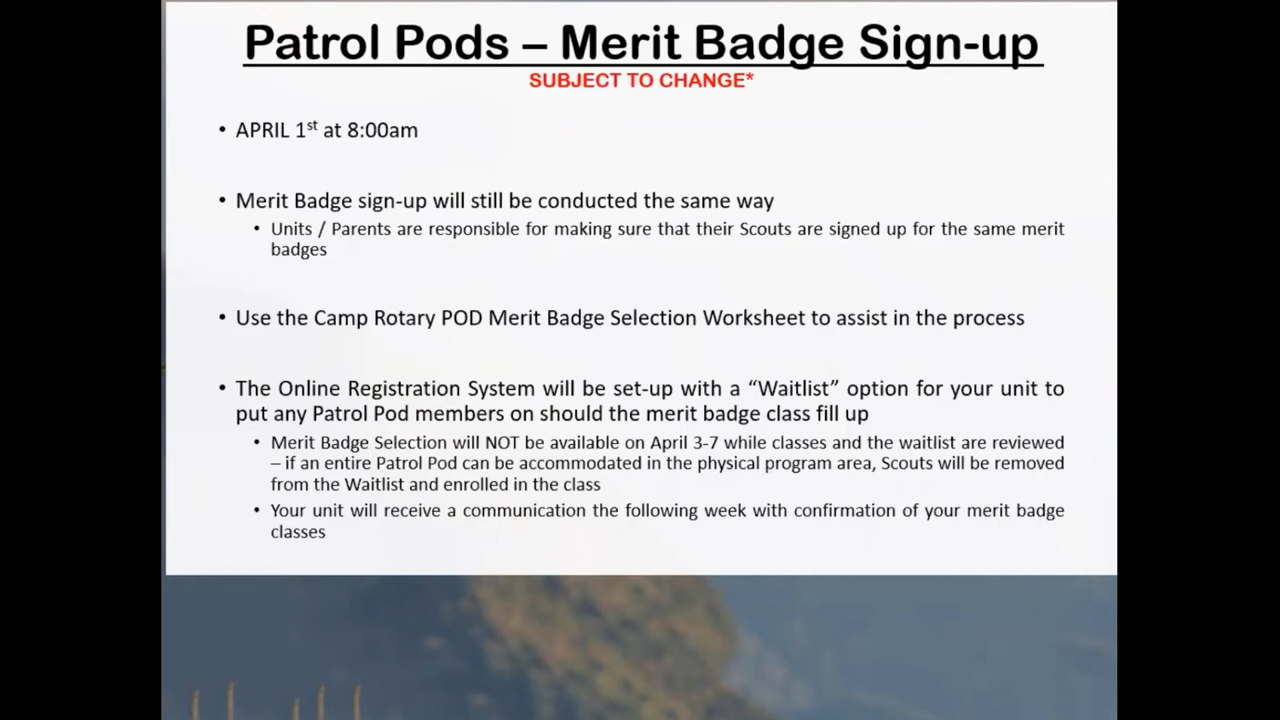 Patrol Pods – Merit Badge Sign-up
SUBJECT TO CHANGE*
• APRIL 1st at 8:00am
• Merit Badge sign-up will still be conducted the same way
• Units / Parents are responsible for making sure that their Scouts are signed up for the same merit
badges
• Use the Camp Rotary POD Merit Badge Selection Worksheet to assist in the process
• The Online Registration System will be set-up with a “Waitlist” option for your unit to
put any Patrol Pod members on should the merit badge class fill up
• Merit Badge Selection will NOT be available on April 3-7 while classes and the waitlist are reviewed
– if an entire Patrol Pod can be accommodated in the physical program area, Scouts will be removed
from the Waitlist and enrolled in the class
• Your unit will receive a communication the following week with confirmation of your merit badge
classes